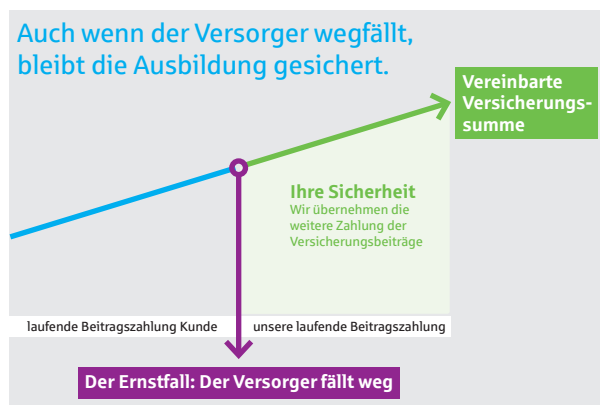 Auch wenn der Versorger wegfällt,
bleibt die Ausbildung gesichert.
Vereinbarte
Versicherungs-
summe
Ihre Sicherheit
Wir übernehmen die
weitere Zahlung der
Versicherungsbeiträge
laufende Beitragszahlung Kunde
unsere laufende Beitragszahlung
Der Ernstfall: Der Versorger fällt weg